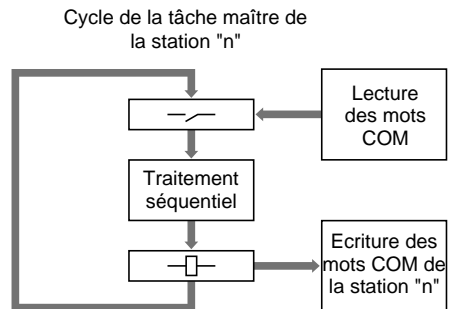 Cycle de la tâche maître de
la station "n"
Lecture
des mots
COM
Traitement
séquentiel
Ecriture des
mots COM de
la station "n"